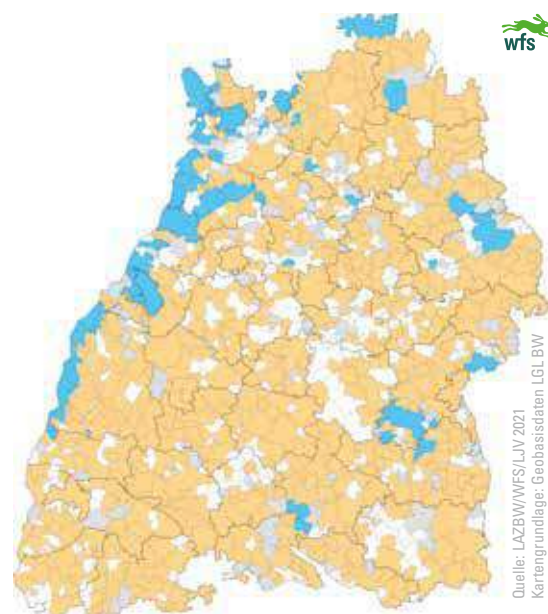 wfs
Quelle: LAZBW/WFS/LJV 2021
Kartengrundlage: Geobasisdaten LGL BW